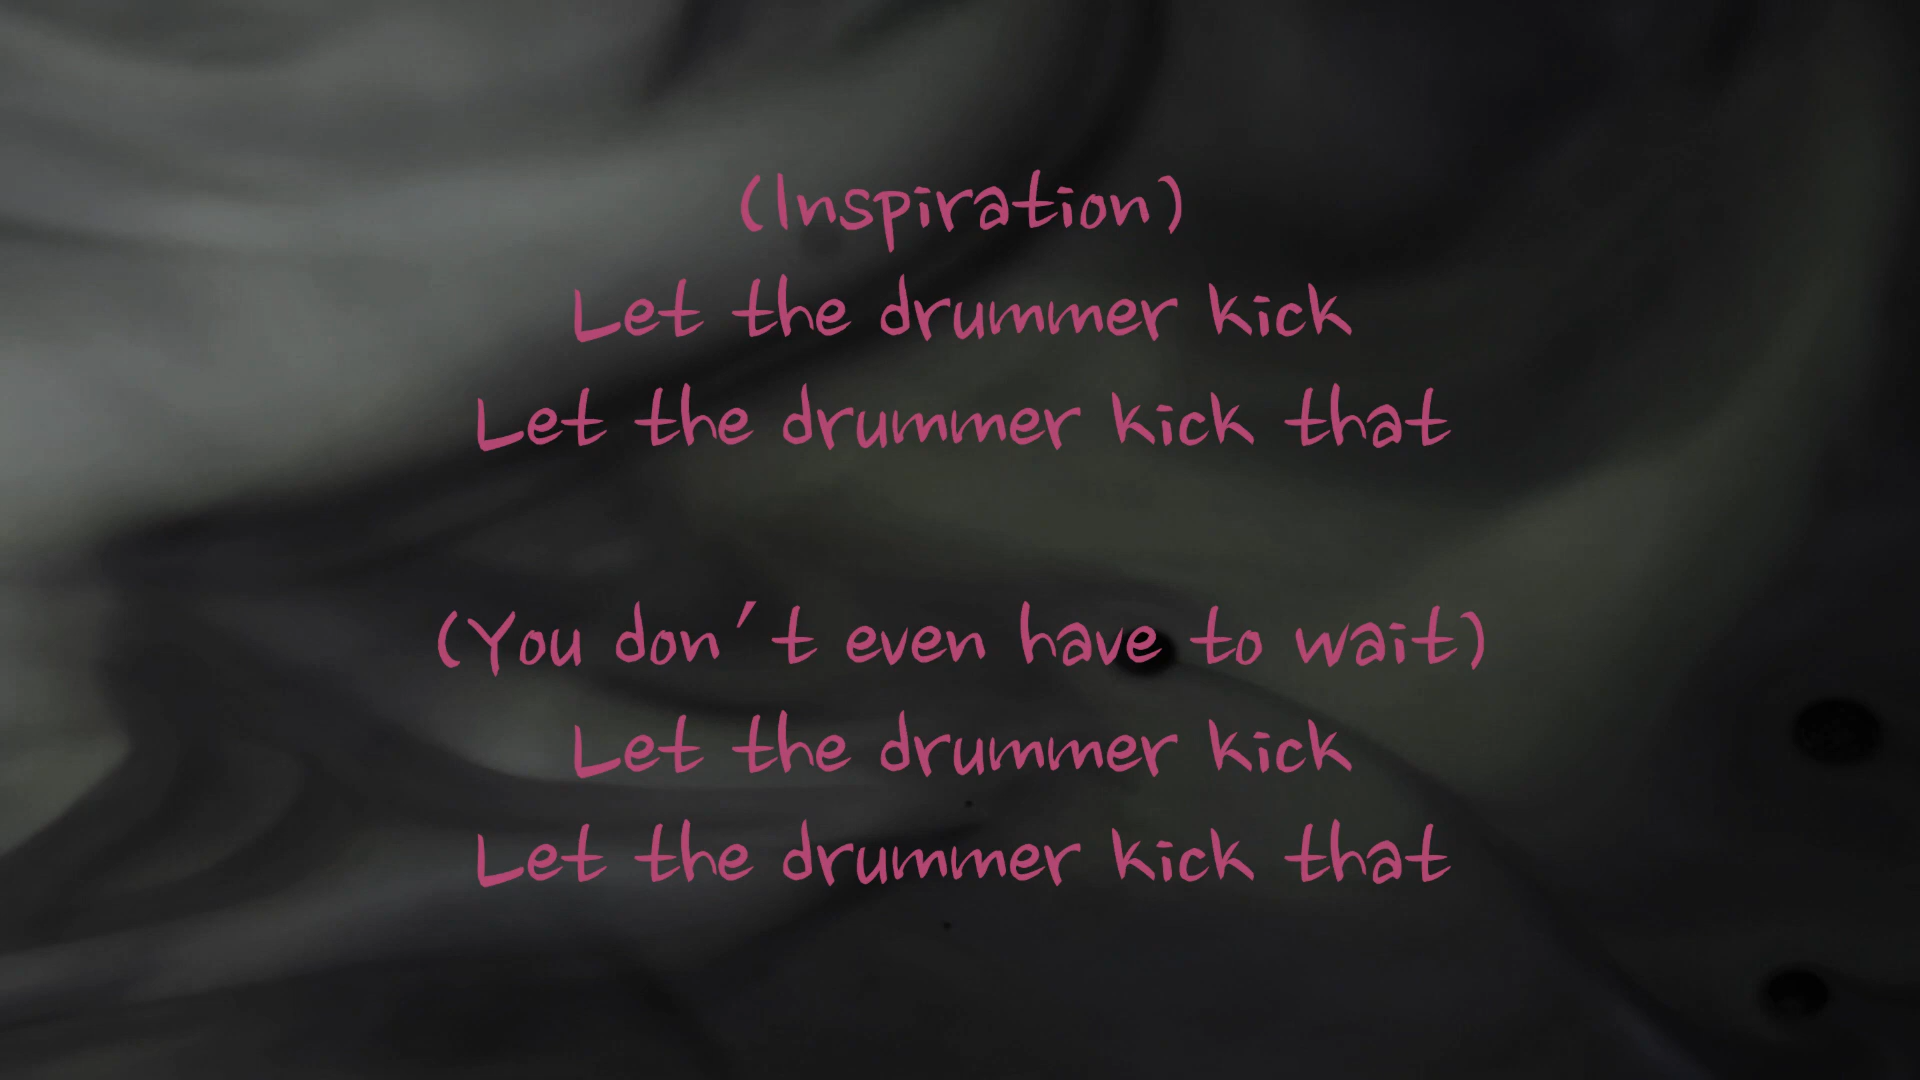 (Inspiration)
Let the drummer kick
Let the drummer kick that
(You don't even have to wait)
Let the drummer kick
Let the drummer kick that